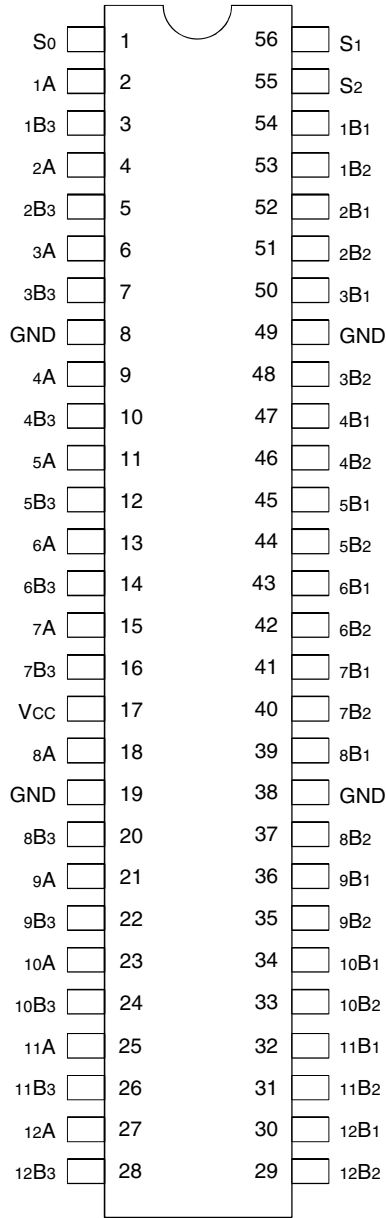 S0 1 56 S1
1A 2 55 S2
1B3 3 54 1B1
2A 4 53 1B2
2B3 5 52 2B1
3A 6 51 2B2
3B3 7 50 3B1
GND 8 49 GND
4A 9 48 3B2
4B3 10 47 4B1
5A 11 46 4B2
5B3 12 45 5B1
6A 13 44 5B2
6B3 14 43 6B1
7A 15 42 6B2
7B3 16 41 7B1
VCC 17 40 7B2
8A 18 39 8B1
GND 19 38 GND
8B3 20 37 8B2
9A 21 36 9B1
9B3 22 35 9B2
10A 23 34 10B1
10B3 24 33 10B2
11A 25 32 11B1
11B3 26 31 11B2
12A 27 30 12B1
12B3 28 29 12B2